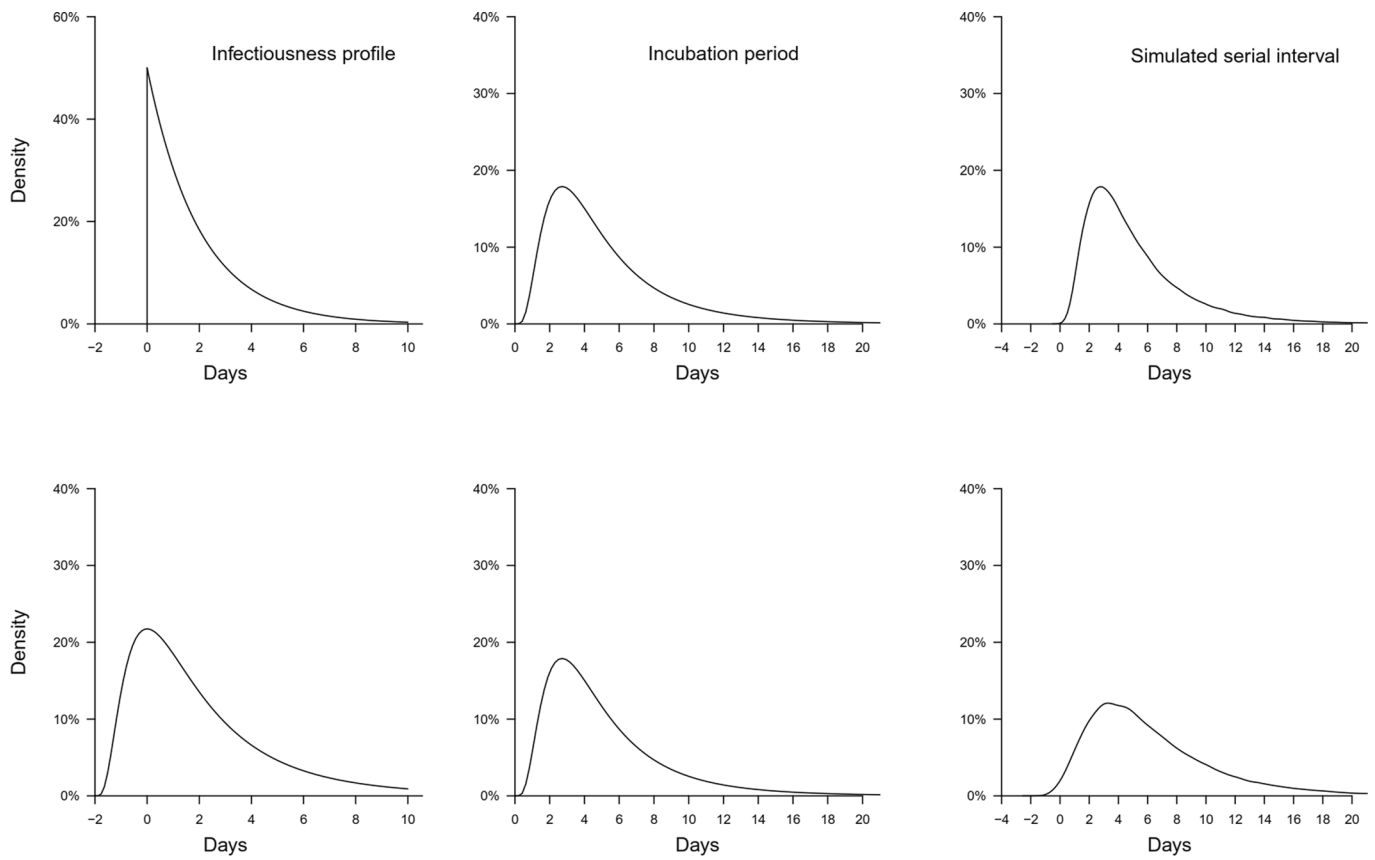 Infectiousness profile
Incubation period
Simulated serial interval
Density
60%
40%
20%
0%
−2 0 2 4 6 8 10
Days
40%
30%
20%
10%
0%
0 2 4 6 8 10 12 14 16 18 20
Days
40%
30%
20%
10%
0%
−4 −2 0 2 4 6 8 10 12 14 16 18 20
Days
Density
40%
30%
20%
10%
0%
−2 0 2 4 6 8 10
Days
40%
30%
20%
10%
0%
0 2 4 6 8 10 12 14 16 18 20
Days
40%
30%
20%
10%
0%
−4 −2 0 2 4 6 8 10 12 14 16 18 20
Days